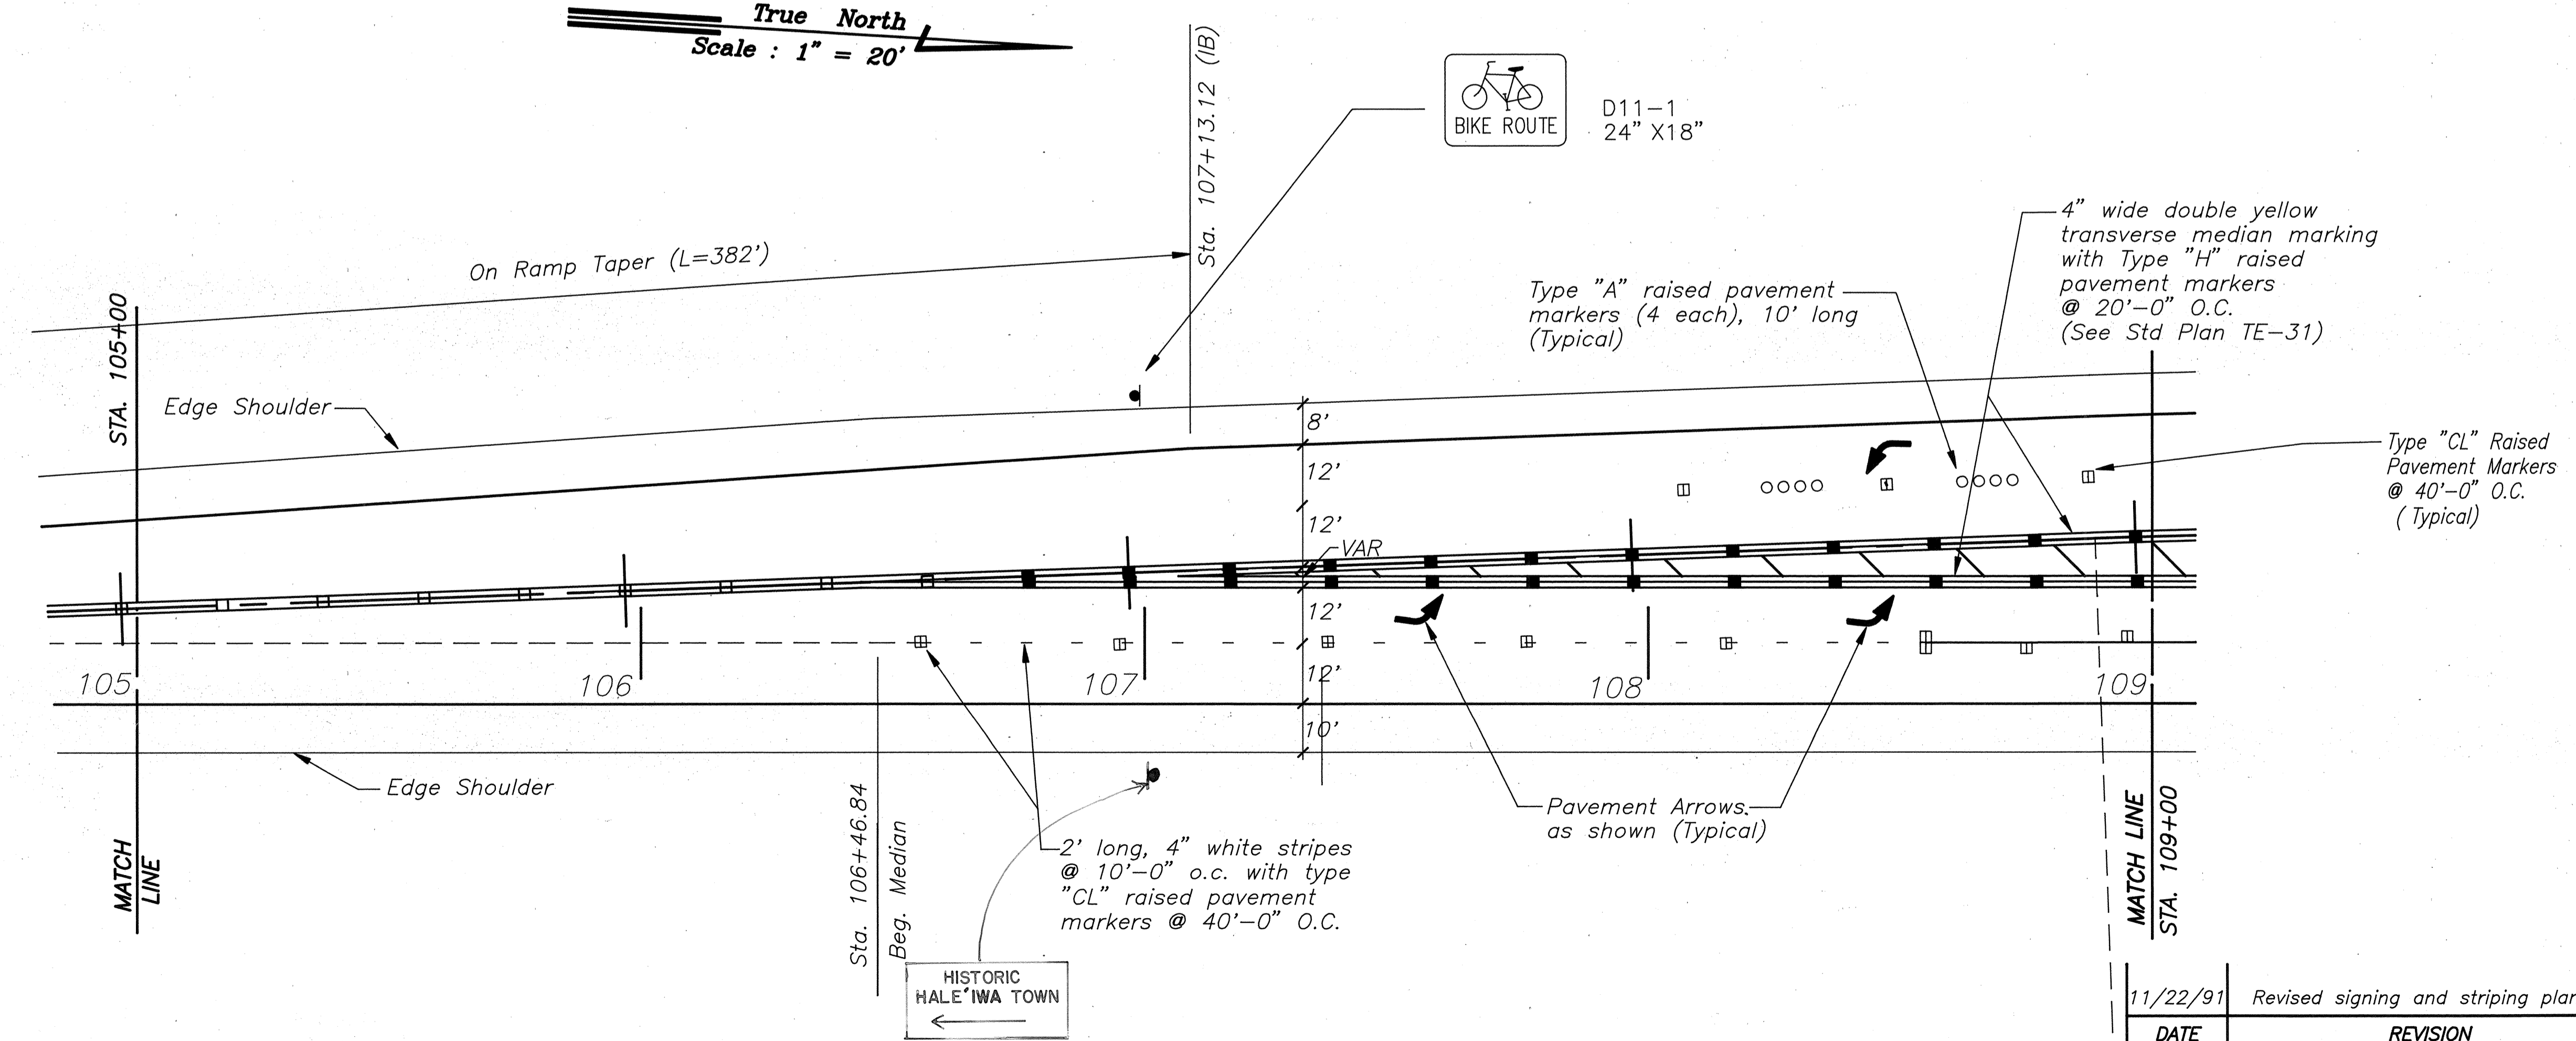 True North
Scale : 1" = 20'
Sta. 107+13.12 (IB)
BIKE ROUTE
D11-1
24" X18"
On Ramp Taper (L=382')
STA. 105+00
Edge Shoulder
4" wide double yellow
transverse median marking
with Type "H" raised
pavement markers
@ 20'-0" O.C.
(See Std Plan TE-31)
Type "A" raised pavement
markers (4 each), 10' long
(Typical)
Type "CL" Raised
Pavement Markers
@ 40'-0" O.C.
( Typical)
8'
12'
12'
VAR
12'
12'
10'
105
106
107
108
109
Edge Shoulder
MATCH
LINE
Sta. 106+46.84
Beg. Median
2' long, 4" white stripes
@ 10'-0" o.c. with type
"CL" raised pavement
markers @ 40'-0" O.C.
Pavement Arrows
as shown (Typical)
MATCH LINE
STA. 109+00
HISTORIC
HALE'IWA TOWN
11/22/91 Revised signing and striping plan
DATE REVISION